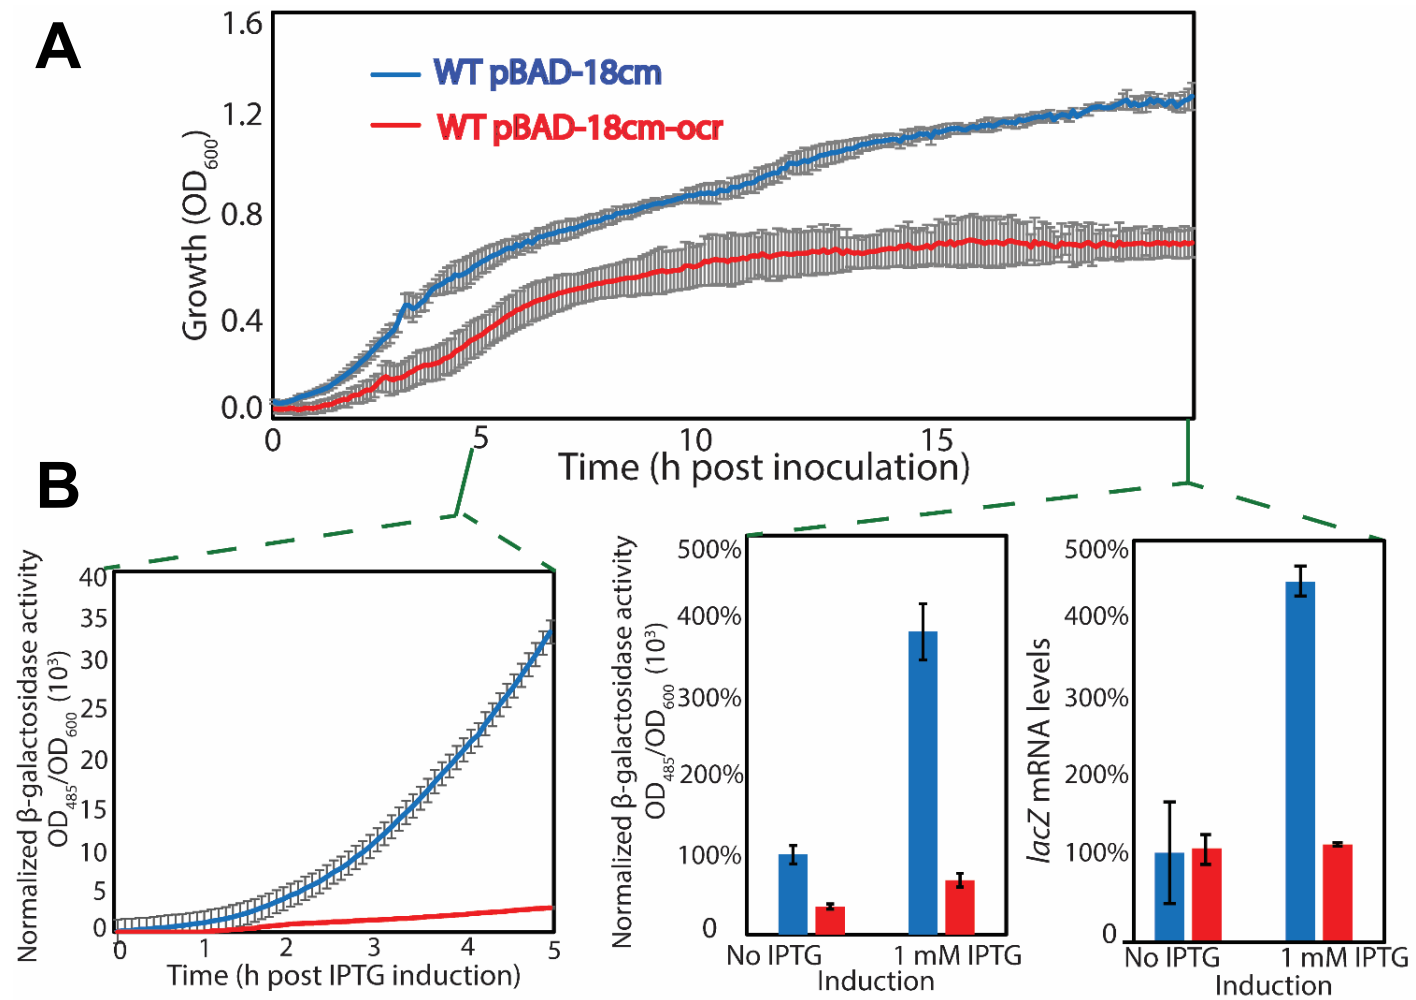 A
1.6
1.2
0.8
0.4
0.0
Growth (OD600)
WT pBAD-18cm
WT pBAD-18cm-ocr
0 5 10 15
Time (h post inoculation)
B
Normalized β-galactosidase activity
OD485/OD600 (10³)
40
35
30
25
20
15
10
5
0
0 1 2 3 4 5
Time (h post IPTG induction)
Normalized β-galactosidase activity
OD485/OD600 (10³)
500%
400%
300%
200%
100%
0
No IPTG 1 mM IPTG
Induction
lacZ mRNA levels
500%
400%
300%
200%
100%
0
No IPTG 1 mM IPTG
Induction